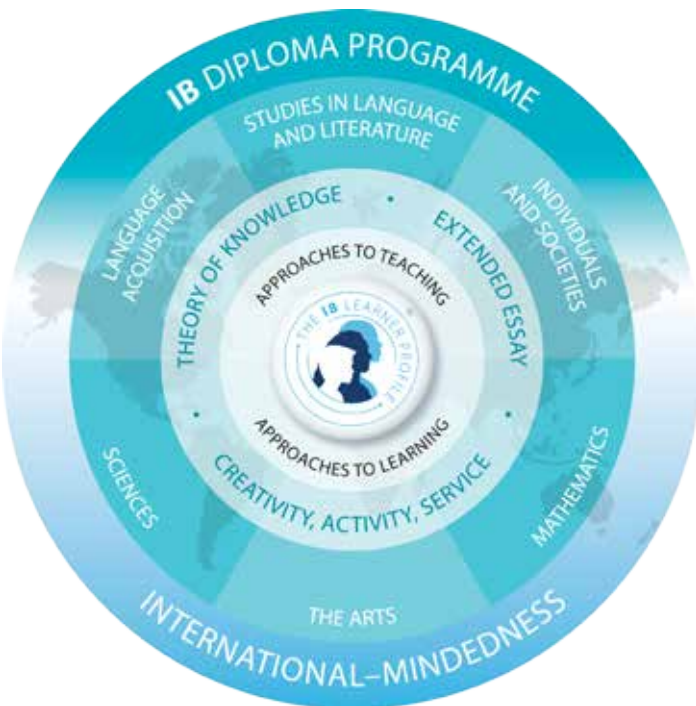 IB DIPLOMA PROGRAMME
STUDIES IN LANGUAGE
AND LITERATURE
LANGUAGE
ACQUISITION
INDIVIDUALS
AND SOCIETIES
THEORY OF KNOWLEDGE
EXTENDED ESSAY
APPROACHES TO TEACHING
THE IB LEARNER PROFILE
APPROACHES TO LEARNING
CREATIVITY, ACTIVITY, SERVICE
SCIENCES
MATHEMATICS
THE ARTS
INTERNATIONAL–MINDEDNESS